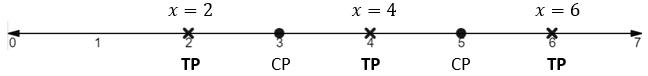 x = 2 x = 4 x = 6
0 1 2 3 4 5 6 7
TP CP TP CP TP